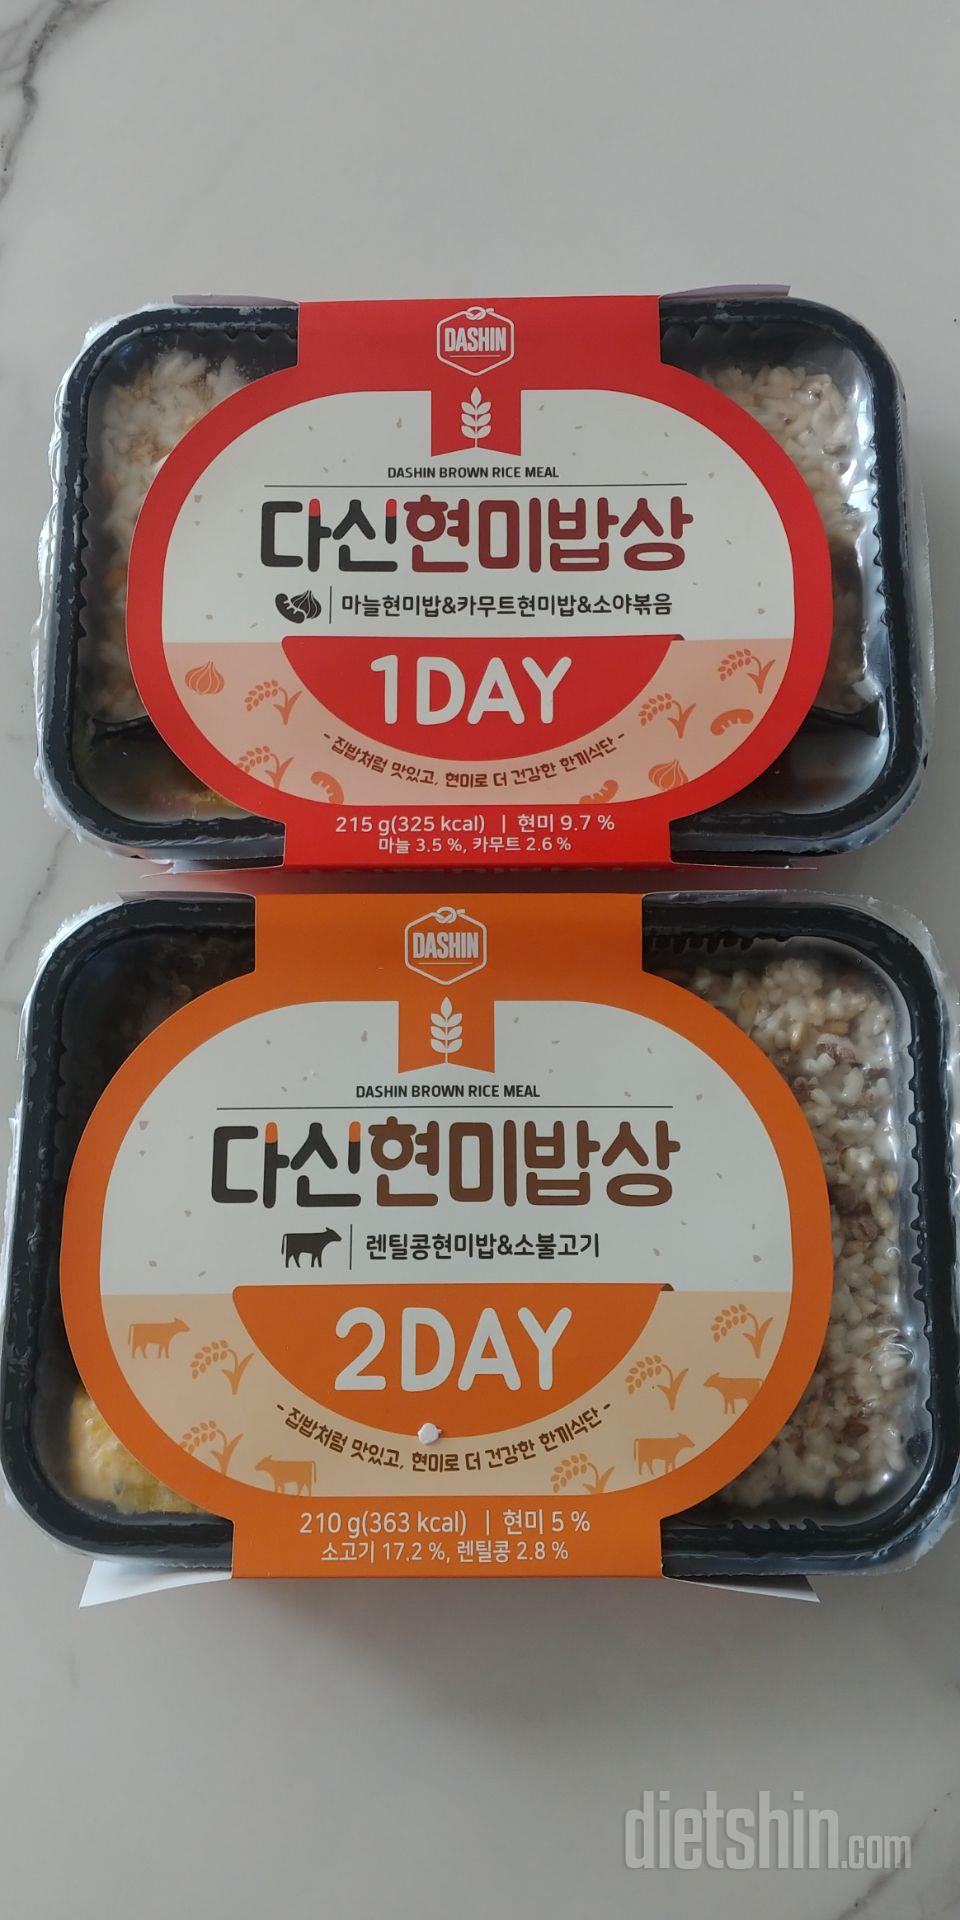 DASHIN
DASHIN BROWN RICE MEAL
다신현미밥상
마늘현미밥&카무트현미밥&소야볶음
1DAY
- 집밥처럼 맛있고, 현미로 더 건강한 한끼식단 -
215 g(325 kcal) | 현미 9.7 %
마늘 3.5 %, 카무트 2.6 %
DASHIN
DASHIN BROWN RICE MEAL
다신현미밥상
렌틸콩현미밥&소불고기
2DAY
- 집밥처럼 맛있고, 현미로 더 건강한 한끼식단 -
210 g(363 kcal) | 현미 5 %
소고기 17.2 %, 렌틸콩 2.8 %
dietshin.com